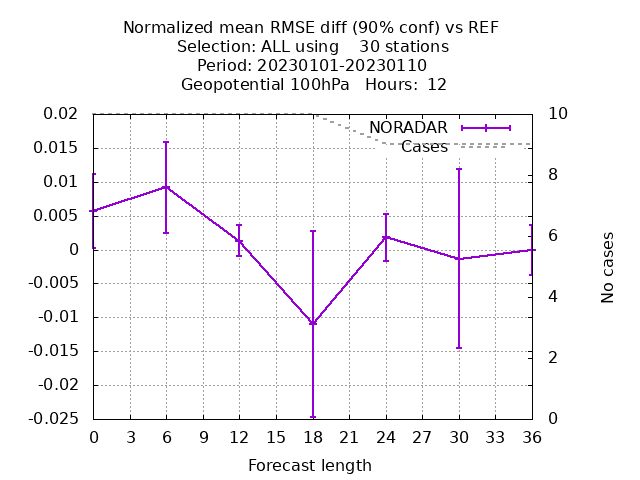 Normalized mean RMSE diff (90% conf) vs REF
Selection: ALL using    30 stations
Period: 20230101-20230110
Geopotential 100hPa   Hours:  12
0.02
0.015
0.01
0.005
0
-0.005
-0.01
-0.015
-0.02
-0.025
NORADAR
Cases
10
8
6
4
2
0
No cases
0 3 6 9 12 15 18 21 24 27 30 33 36
Forecast length